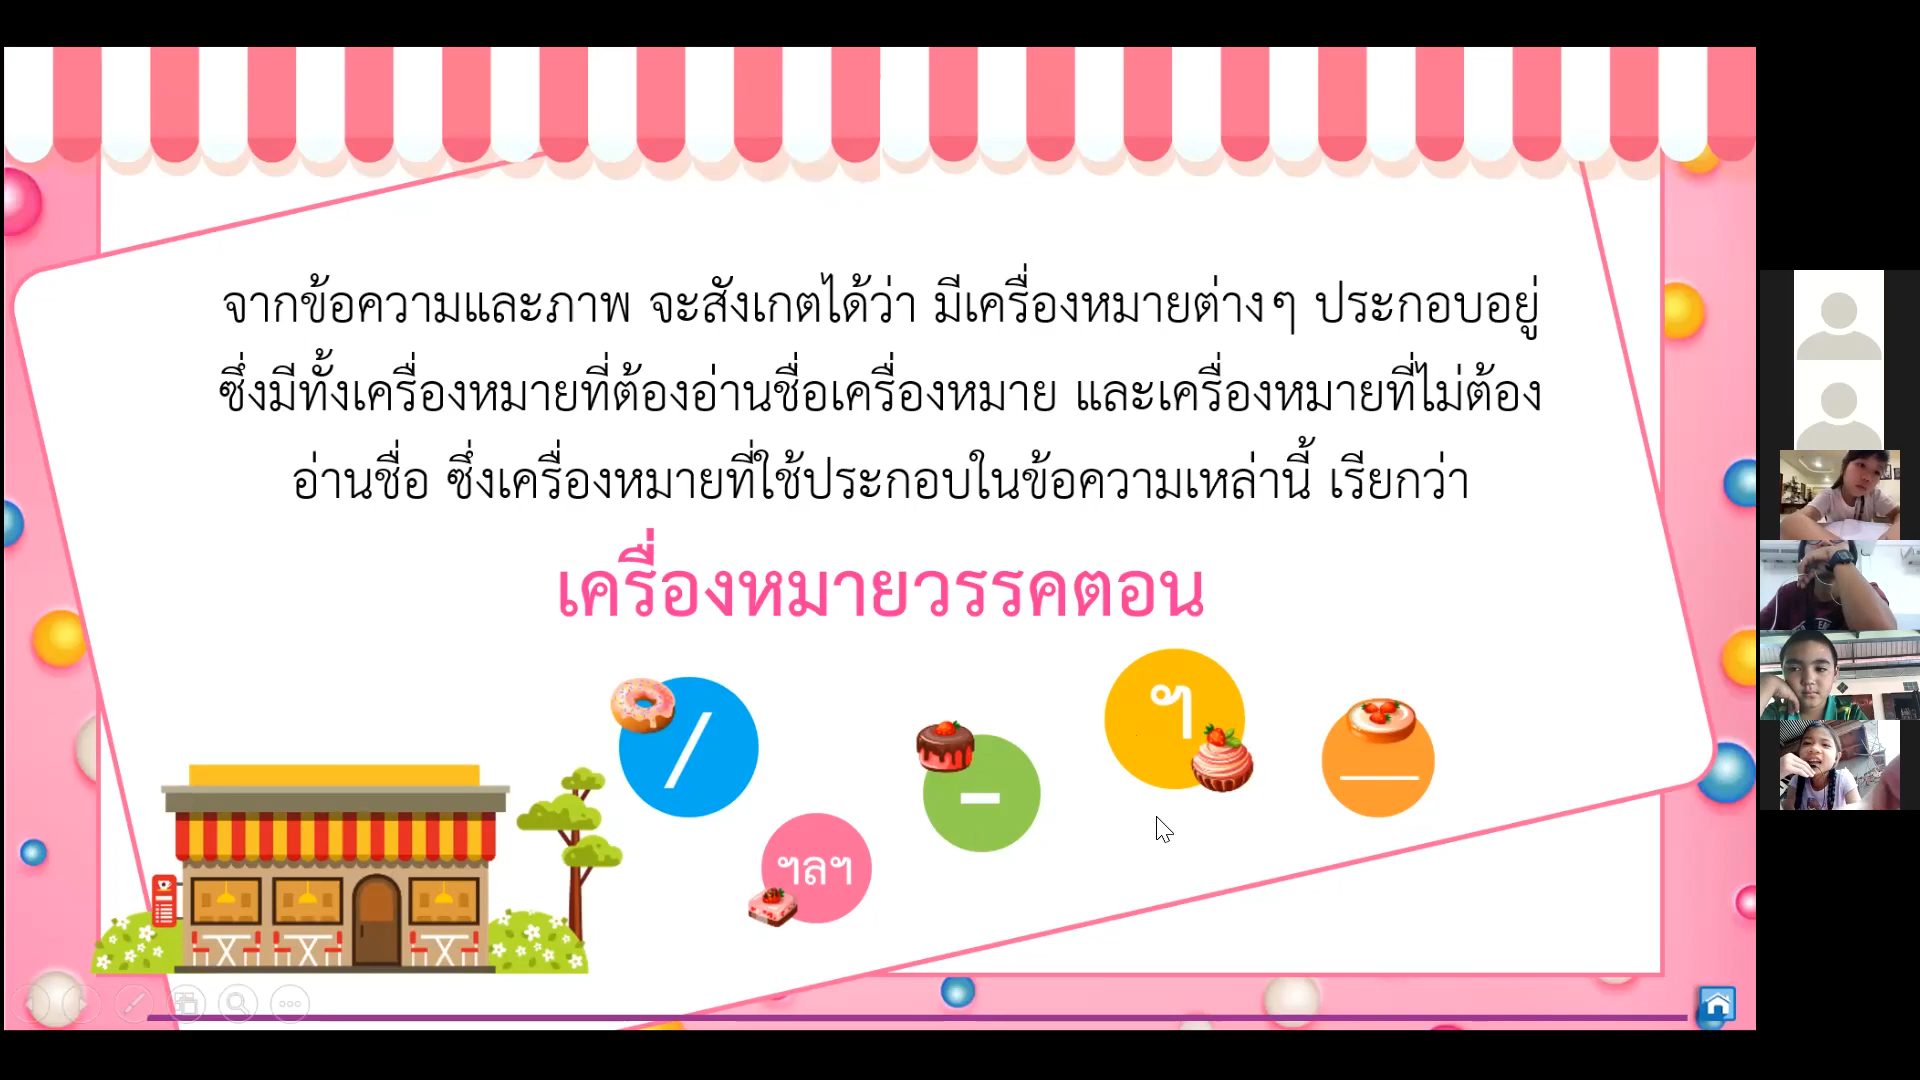 จากข้อความและภาพ จะสังเกตได้ว่า มีเครื่องหมายต่างๆ ประกอบอยู่
ซึ่งมีทั้งเครื่องหมายที่ต้องอ่านชื่อเครื่องหมาย และเครื่องหมายที่ไม่ต้อง
อ่านชื่อ ซึ่งเครื่องหมายที่ใช้ประกอบในข้อความเหล่านี้ เรียกว่า
เครื่องหมายวรรคตอน
/
ฯลฯ
-
ฯ
_